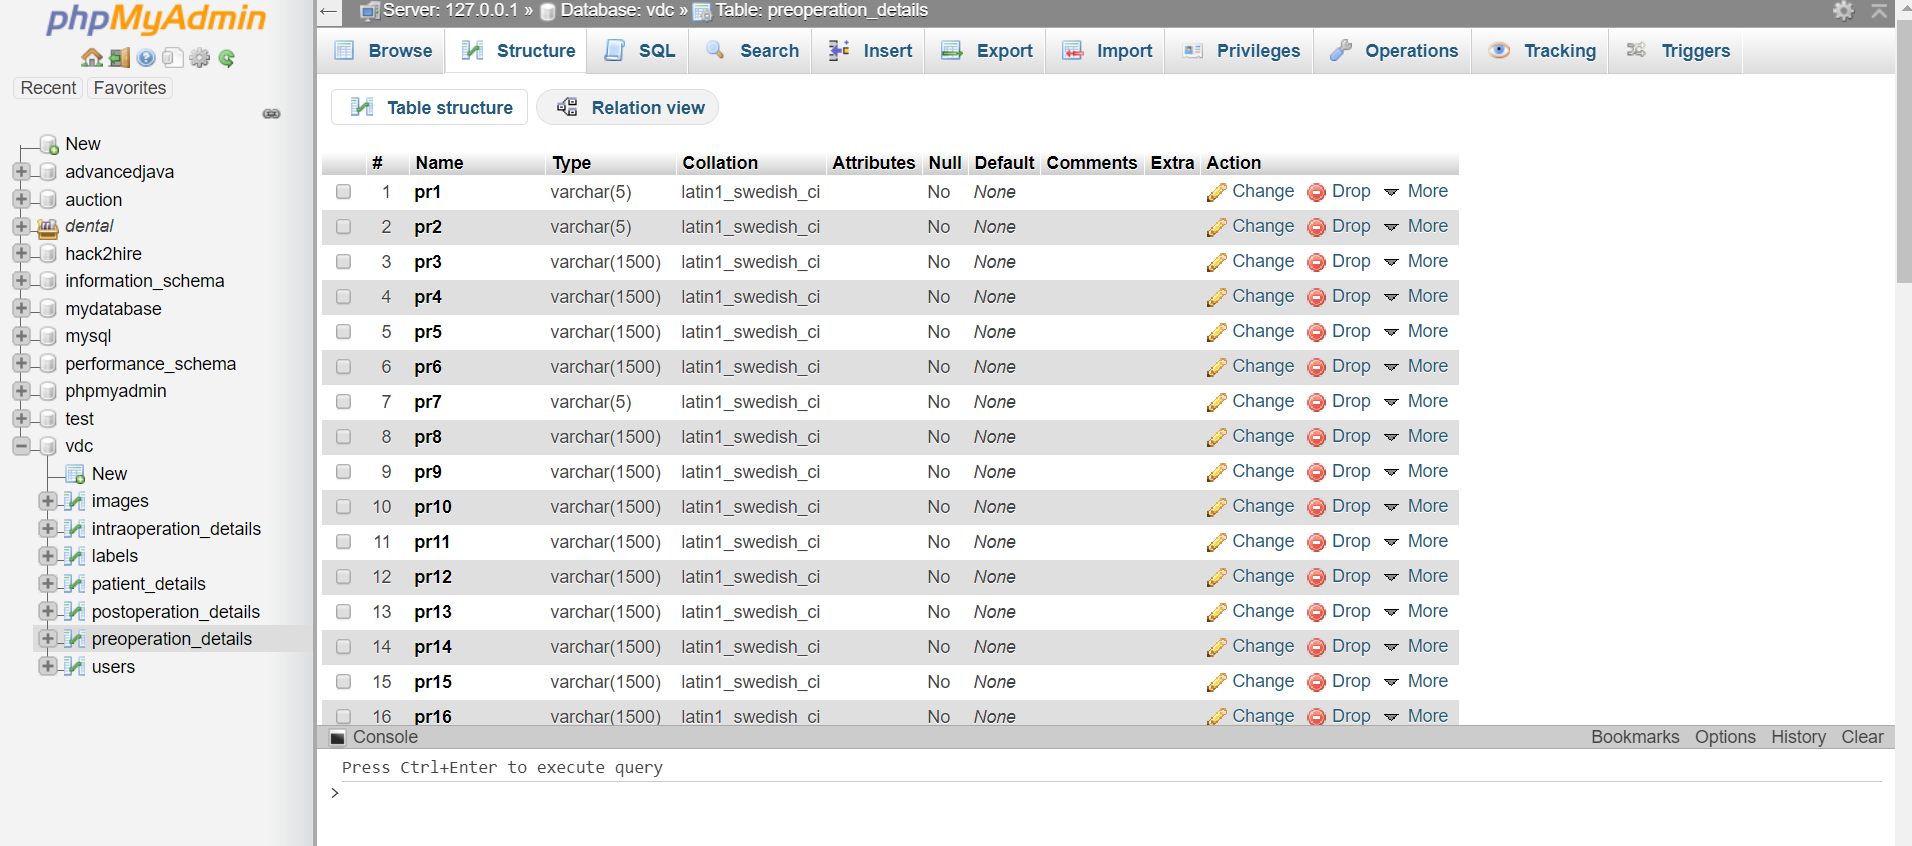 phpMyAdmin
Recent Favorites
New
advancedjava
auction
dental
hack2hire
information_schema
mydatabase
mysql
performance_schema
phpmyadmin
test
vdc
New
images
intraoperation_details
labels
patient_details
postoperation_details
preoperation_details
users
Server: 127.0.0.1 » Database: vdc » Table: preoperation_details
Browse Structure SQL Search Insert Export Import Privileges Operations Tracking Triggers
Table structure Relation view
# Name Type Collation Attributes Null Default Comments Extra Action
1 pr1 varchar(5) latin1_swedish_ci No None Change Drop More
2 pr2 varchar(5) latin1_swedish_ci No None Change Drop More
3 pr3 varchar(1500) latin1_swedish_ci No None Change Drop More
4 pr4 varchar(1500) latin1_swedish_ci No None Change Drop More
5 pr5 varchar(1500) latin1_swedish_ci No None Change Drop More
6 pr6 varchar(1500) latin1_swedish_ci No None Change Drop More
7 pr7 varchar(5) latin1_swedish_ci No None Change Drop More
8 pr8 varchar(1500) latin1_swedish_ci No None Change Drop More
9 pr9 varchar(1500) latin1_swedish_ci No None Change Drop More
10 pr10 varchar(1500) latin1_swedish_ci No None Change Drop More
11 pr11 varchar(1500) latin1_swedish_ci No None Change Drop More
12 pr12 varchar(1500) latin1_swedish_ci No None Change Drop More
13 pr13 varchar(1500) latin1_swedish_ci No None Change Drop More
14 pr14 varchar(1500) latin1_swedish_ci No None Change Drop More
15 pr15 varchar(1500) latin1_swedish_ci No None Change Drop More
16 pr16 varchar(1500) latin1_swedish_ci No None Change Drop More
Console Bookmarks Options History Clear
Press Ctrl+Enter to execute query
>